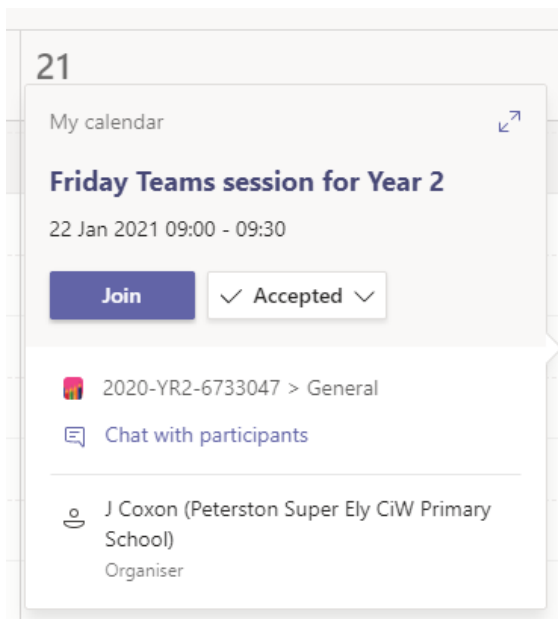 21
My calendar
Friday Teams session for Year 2
22 Jan 2021 09:00 - 09:30
Join
Accepted
2020-YR2-6733047 > General
Chat with participants
J Coxon (Peterston Super Ely CiW Primary
School)
Organiser